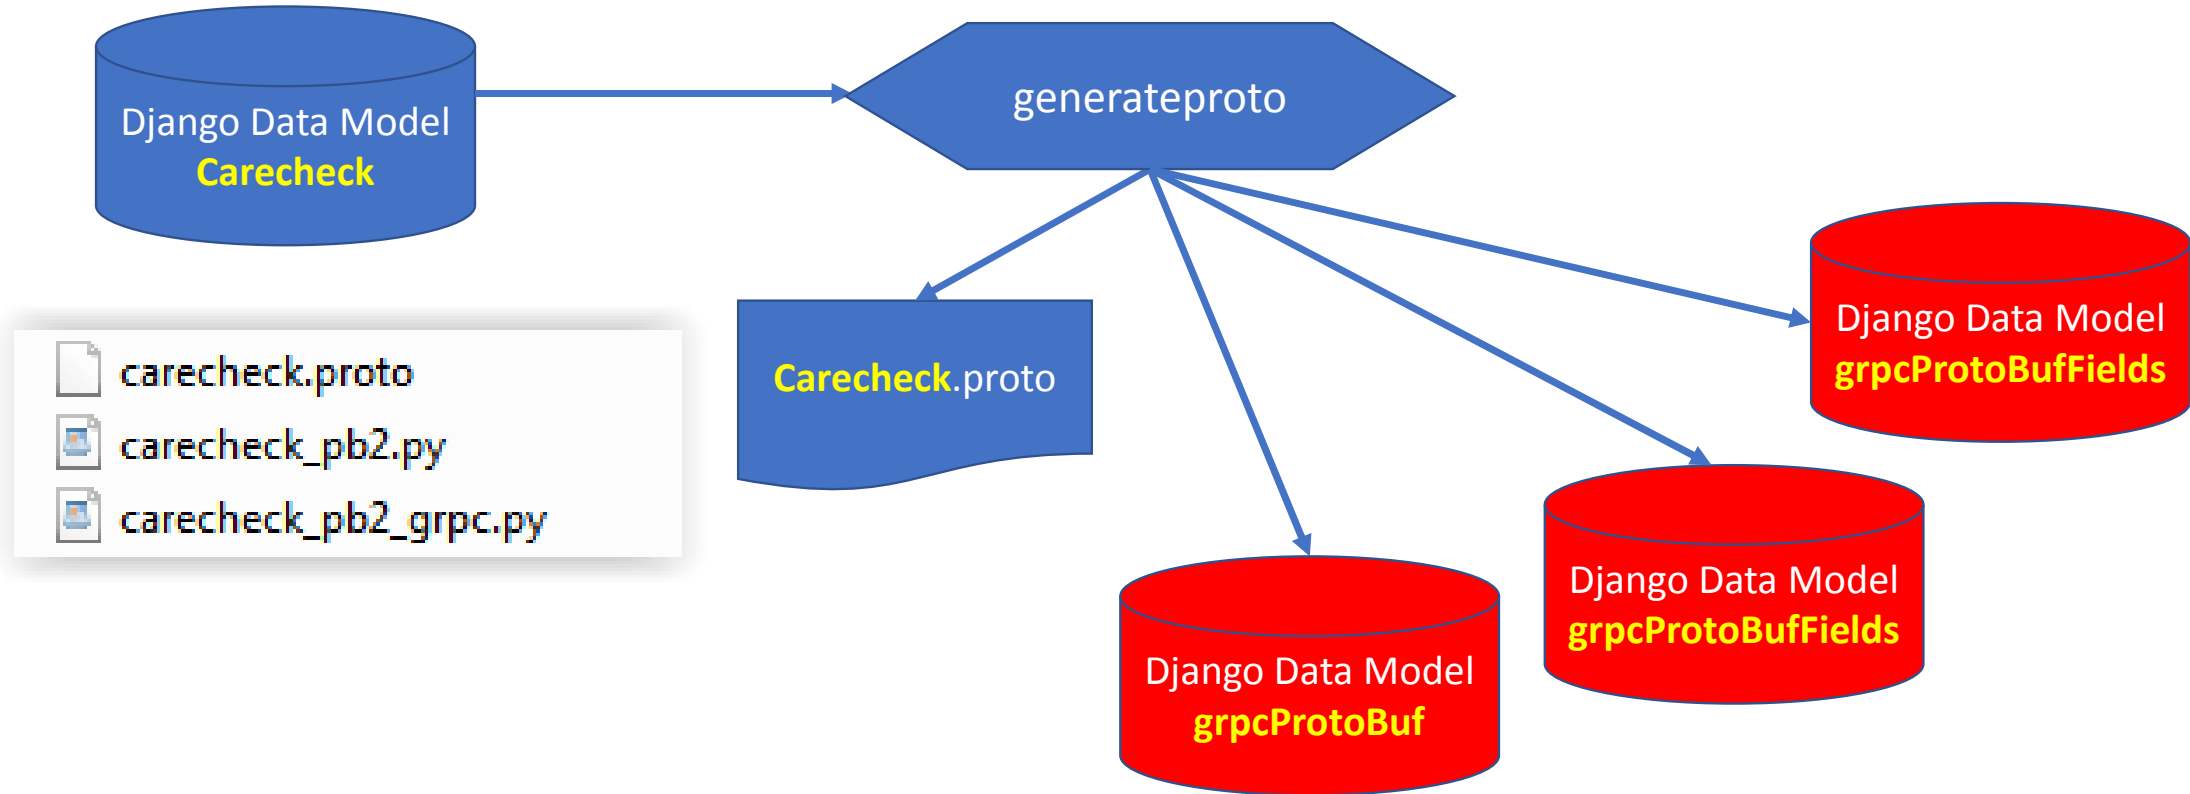 Django Data Model
Carecheck
generateproto
Carecheck.proto
Django Data Model
grpcProtoBufFields
Django Data Model
grpcProtoBufFields
Django Data Model
grpcProtoBuf
carecheck.proto
carecheck_pb2.py
carecheck_pb2_grpc.py